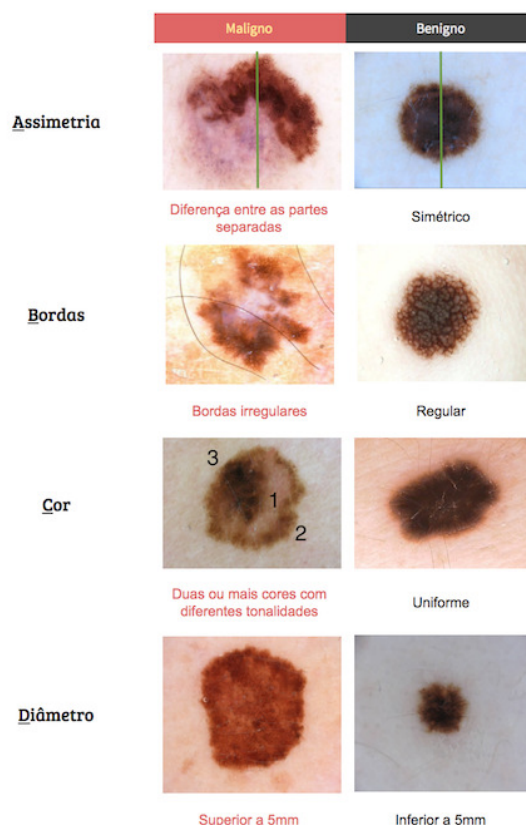 Maligno
Benigno
Assimetria
Diferença entre as partes
separadas
Simétrico
Bordas
Bordas irregulares
Regular
Cor
3
1
2
Duas ou mais cores com
diferentes tonalidades
Uniforme
Diâmetro
Superior a 5mm
Inferior a 5mm